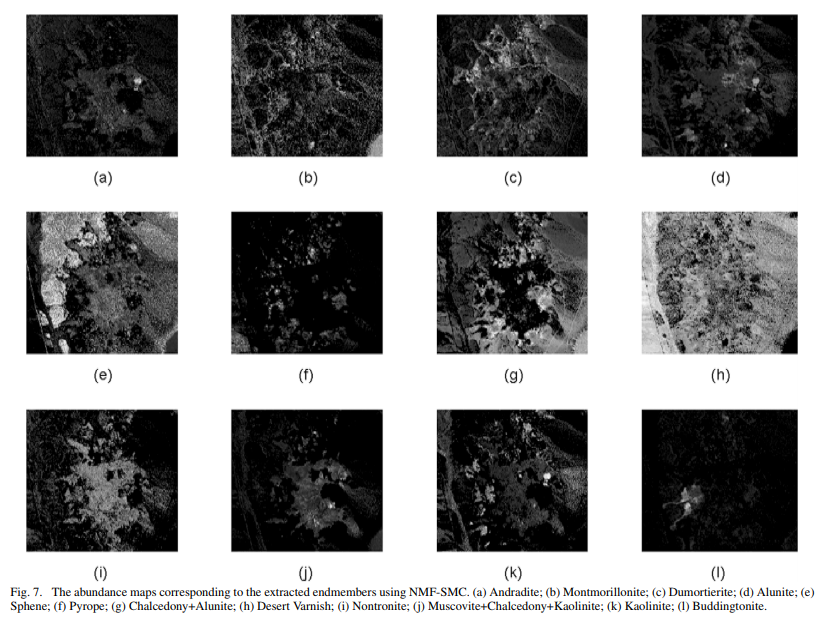 (a) (b) (c) (d)
(e) (f) (g) (h)
(i) (j) (k) (l)
Fig. 7. The abundance maps corresponding to the extracted endmembers using NMF-SMC. (a) Andradite; (b) Montmorillonite; (c) Dumortierite; (d) Alunite; (e)
Sphene; (f) Pyrope; (g) Chalcedony+Alunite; (h) Desert Varnish; (i) Nontronite; (j) Muscovite+Chalcedony+Kaolinite; (k) Kaolinite; (l) Buddingtonite.